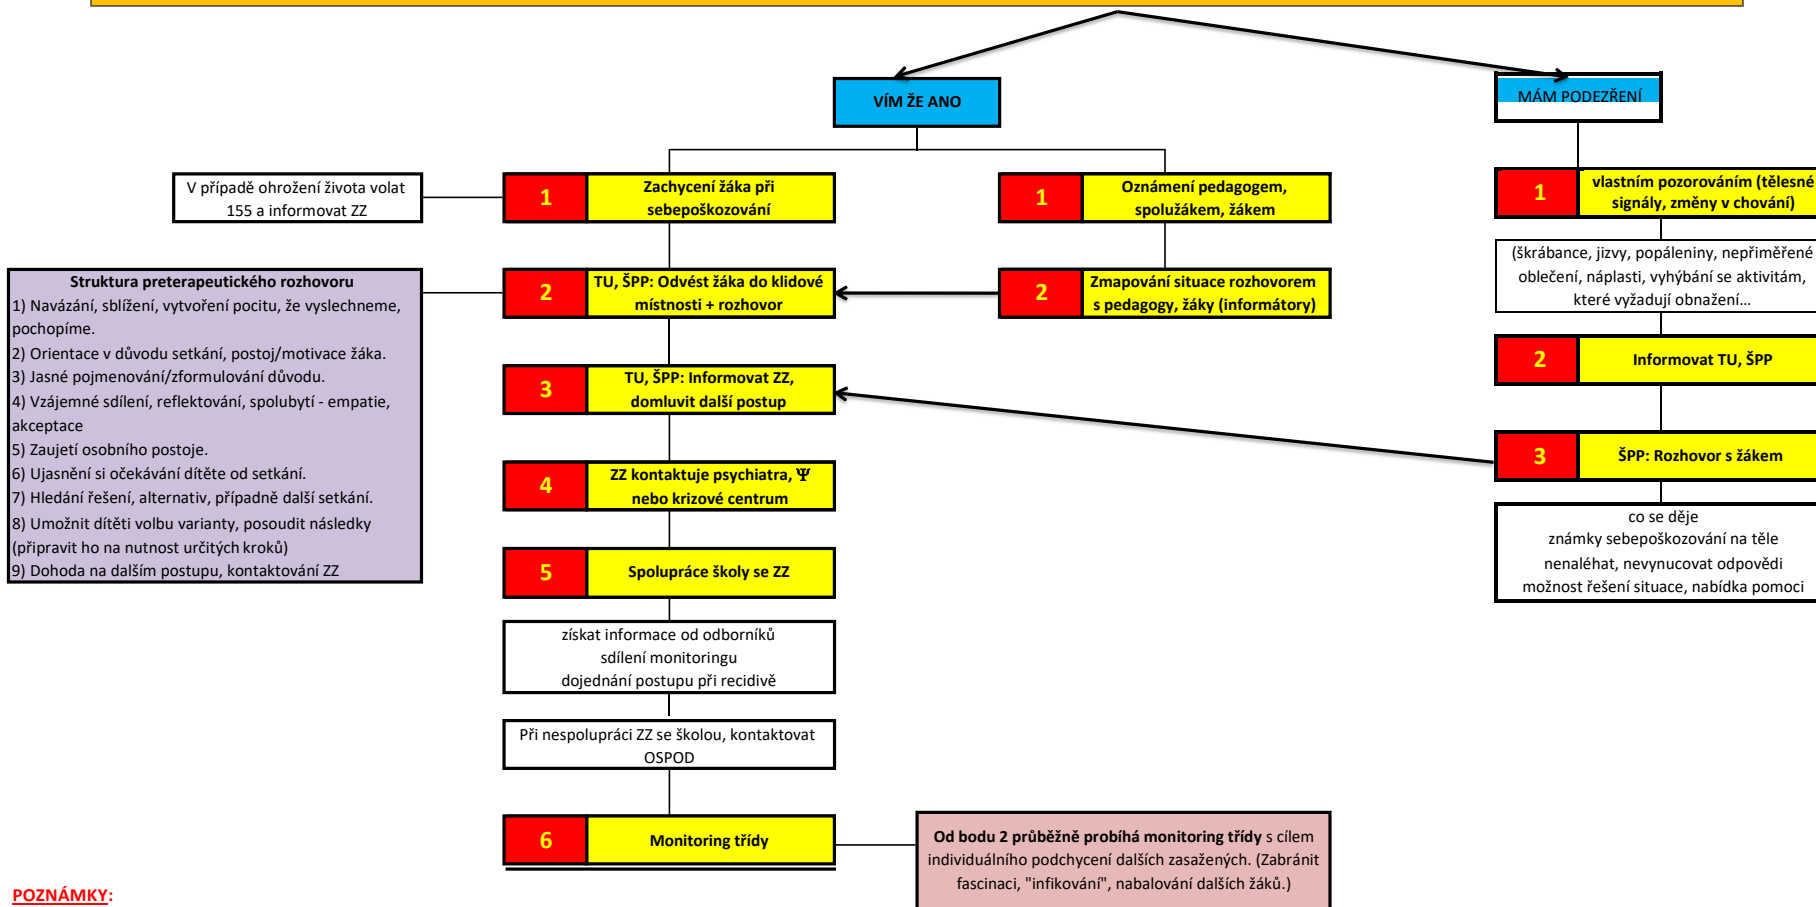 VÍM ŽE ANO
MÁM PODEZŘENÍ
V případě ohrožení života volat
155 a informovat ZZ
1
Zachycení žáka při
sebepoškozování
1
Oznámení pedagogem,
spolužákem, žákem
1
vlastním pozorováním (tělesné
signály, změny v chování)
(škrábance, jizvy, popáleniny, nepřiměřené
oblečení, náplasti, vyhýbání se aktivitám,
které vyžadují obnažení…
Struktura preterapeutického rozhovoru
1) Navázání, sblížení, vytvoření pocitu, že vyslechneme,
pochopíme.
2) Orientace v důvodu setkání, postoj/motivace žáka.
3) Jasné pojmenování/zformulování důvodu.
4) Vzájemné sdílení, reflektování, spolubytí - empatie,
akceptace
5) Zaujetí osobního postoje.
6) Ujasnění si očekávání dítěte od setkání.
7) Hledání řešení, alternativ, případně další setkání.
8) Umožnit dítěti volbu varianty, posoudit následky
(připravit ho na nutnost určitých kroků)
9) Dohoda na dalším postupu, kontaktování ZZ
2
TU, ŠPP: Odvést žáka do klidové
místnosti + rozhovor
2
Zmapování situace rozhovorem
s pedagogy, žáky (informátory)
2
Informovat TU, ŠPP
3
TU, ŠPP: Informovat ZZ,
domluvit další postup
3
ŠPP: Rozhovor s žákem
4
ZZ kontaktuje psychiatra, Ψ
nebo krizové centrum
co se děje
známky sebepoškozování na těle
nenaléhat, nevynucovat odpovědi
možnost řešení situace, nabídka pomoci
5
Spolupráce školy se ZZ
získat informace od odborníků
sdílení monitoringu
dojednání postupu při recidivě
Při nespolupráci ZZ se školou, kontaktovat
OSPOD
6
Monitoring třídy
Od bodu 2 průběžně probíhá monitoring třídy s cílem
individuálního podchycení dalších zasažených. (Zabránit
fascinaci, "infikování", nabalování dalších žáků.)
POZNÁMKY: